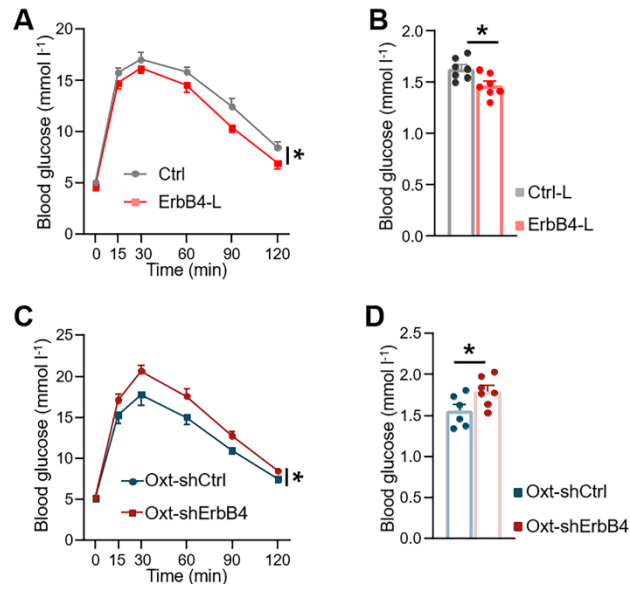 A
Blood glucose (mmol l-1)
20
15
10
5
0
*
Ctrl
ErbB4-L
0 15 30 60 90 120
Time (min)
B
Blood glucose (mmol l-1)
2.0
1.5
1.0
1.5
0.0
*
Ctrl-L
ErbB4-L
C
Blood glucose (mmol l-1)
25
20
15
10
5
0
*
Oxt-shCtrl
Oxt-shErbB4
0 15 30 60 90 120
Time (min)
D
Blood glucose (mmol l-1)
2.5
2.0
1.5
1.0
0.5
0.0
*
Oxt-shCtrl
Oxt-shErbB4